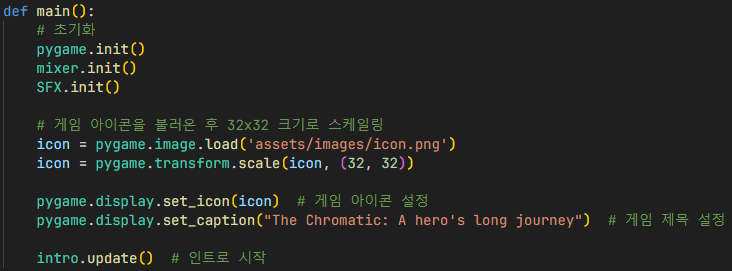 def main():
    # 초기화
    pygame.init()
    mixer.init()
    SFX.init()

    # 게임 아이콘을 불러온 후 32x32 크기로 스케일링
    icon = pygame.image.load('assets/images/icon.png')
    icon = pygame.transform.scale(icon, (32, 32))

    pygame.display.set_icon(icon)  # 게임 아이콘 설정
    pygame.display.set_caption("The Chromatic: A hero's long journey")  # 게임 제목 설정

    intro.update()  # 인트로 시작